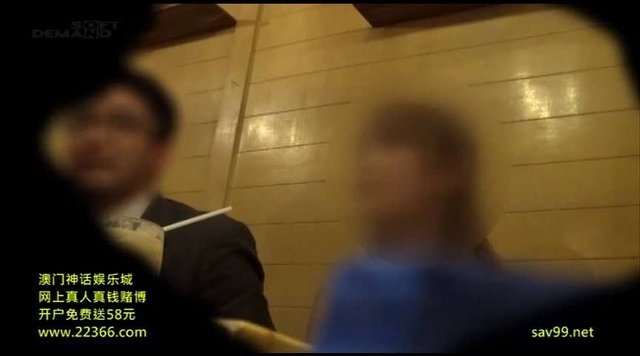 SOFT
DEMAND
澳门神话娱乐城
网上真人真钱赌博
开户免费送58元
www.22366.com
sav99.net